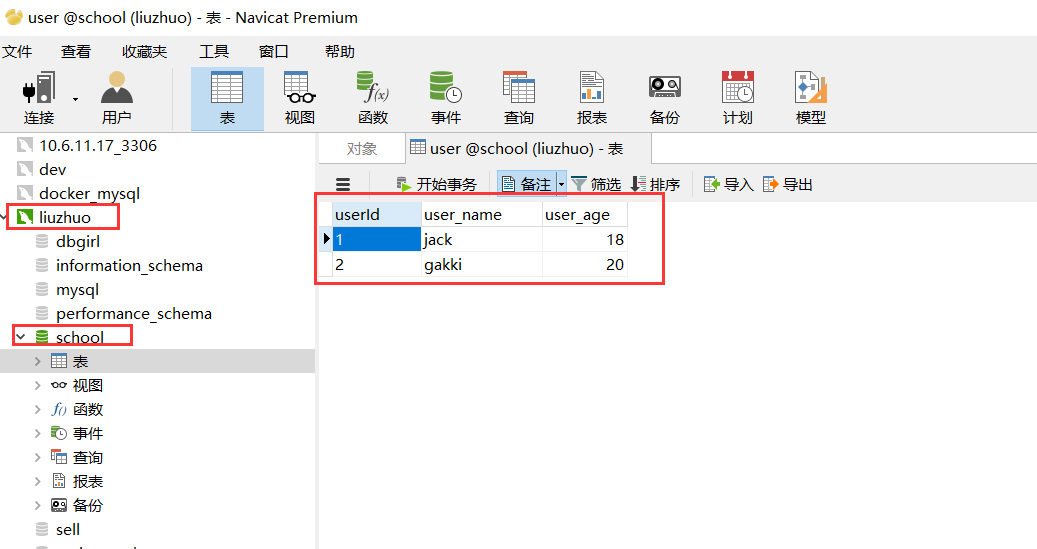 user @school (liuzhuo) - 表 - Navicat Premium
文件 查看 收藏夹 工具 窗口 帮助
连接 用户 表 视图 函数 事件 查询 报表 备份 计划 模型
10.6.11.17_3306
dev
docker_mysql
liuzhuo
dbgirl
information_schema
mysql
performance_schema
school
表
视图
函数
事件
查询
报表
备份
sell
对象 user @school (liuzhuo) - 表
开始事务 备注 筛选 排序 导入 导出
userId user_name user_age
1 jack 18
2 gakki 20